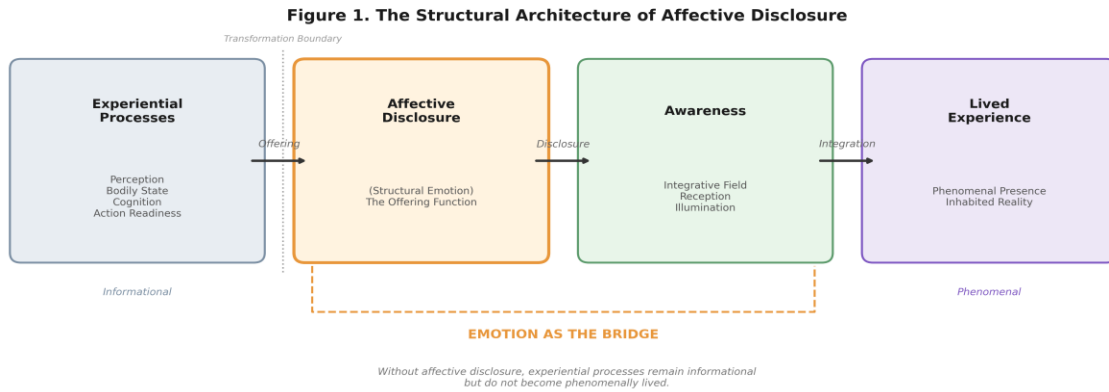 Figure 1. The Structural Architecture of Affective Disclosure
Transformation Boundary
Experiential
Processes
Perception
Bodily State
Cognition
Action Readiness
Offering
Affective
Disclosure
(Structural Emotion)
The Offering Function
Disclosure
Awareness
Integrative Field
Reception
Illumination
Integration
Lived
Experience
Phenomenal Presence
Inhabited Reality
Informational
Phenomenal
EMOTION AS THE BRIDGE
Without affective disclosure, experiential processes remain informational
but do not become phenomenally lived.